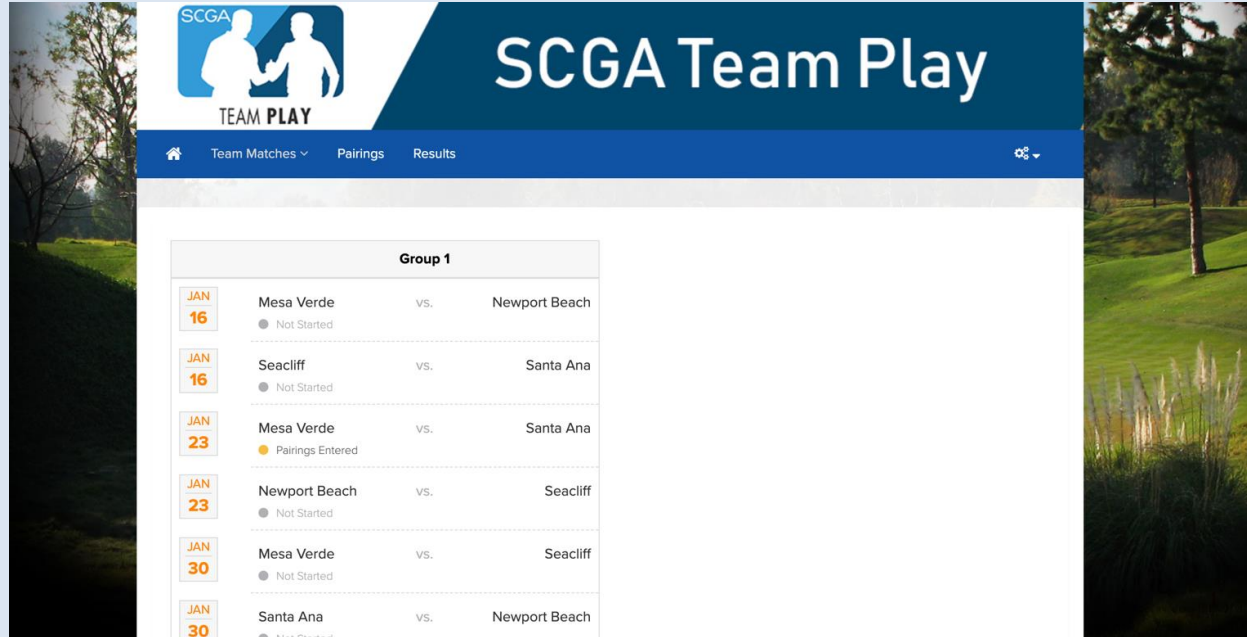 SCGA
TEAM PLAY
SCGA Team Play
Team Matches Pairings Results
Group 1
JAN
16
Mesa Verde vs. Newport Beach
Not Started
JAN
16
Seacliff vs. Santa Ana
Not Started
JAN
23
Mesa Verde vs. Santa Ana
Pairings Entered
JAN
23
Newport Beach vs. Seacliff
Not Started
JAN
30
Mesa Verde vs. Seacliff
Not Started
JAN
30
Santa Ana vs. Newport Beach